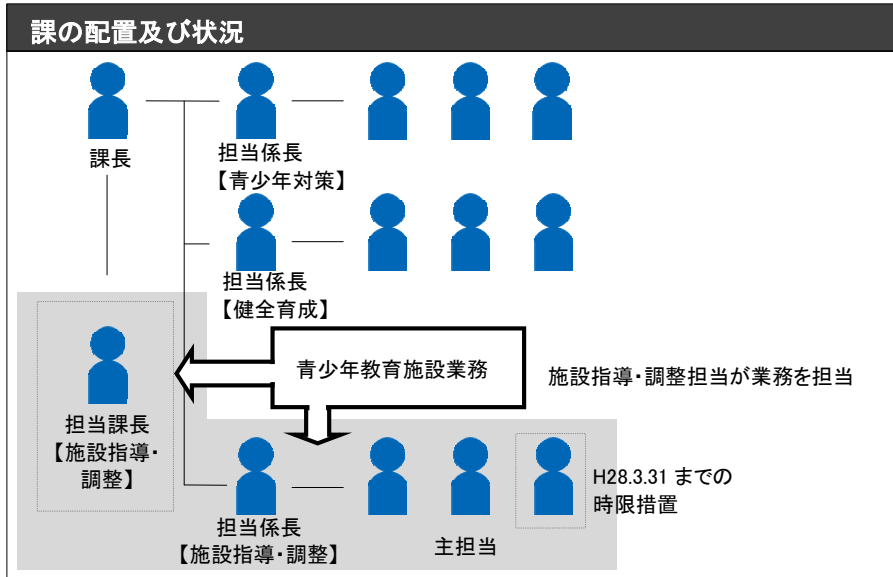 課の配置及び状況
課長
担当係長
【青少年対策】
担当係長
【健全育成】
青少年教育施設業務
施設指導・調整担当が業務を担当
担当課長
【施設指導・
調整】
担当係長
【施設指導・調整】
主担当
H28.3.31 までの
時限措置